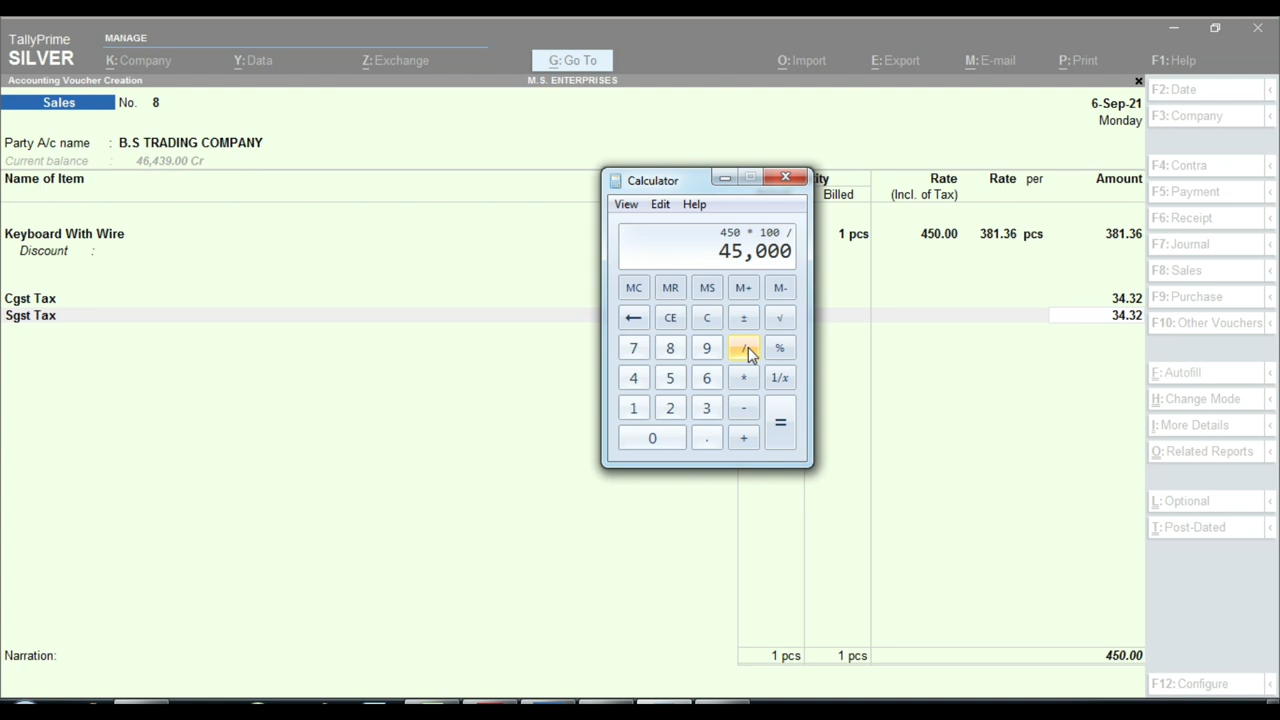 TallyPrime
SILVER
MANAGE
K: Company
Y: Data
Z: Exchange
G: Go To
O: Import
E: Export
M: E-mail
P: Print
F1: Help
Accounting Voucher Creation
M.S. ENTERPRISES
Sales No. 8
6-Sep-21
Monday
Party A/c name : B.S TRADING COMPANY
Current balance : 46,439.00 Cr
Name of Item
Billed
Rate
(Incl. of Tax)
Rate per
Amount
Keyboard With Wire
1 pcs 450.00 381.36 pcs 381.36
Discount :
Cgst Tax 34.32
Sgst Tax 34.32
Narration:
1 pcs 1 pcs 450.00
Calculator
View Edit Help
450 * 100 /
45,000
MC MR MS M+ M-
← CE C ± √
7 8 9 / %
4 5 6 * 1/x
1 2 3 - =
0 . +
F2: Date
F3: Company
F4: Contra
F5: Payment
F6: Receipt
F7: Journal
F8: Sales
F9: Purchase
F10: Other Vouchers
F: Autofill
H: Change Mode
I: More Details
O: Related Reports
L: Optional
T: Post-Dated
F12: Configure